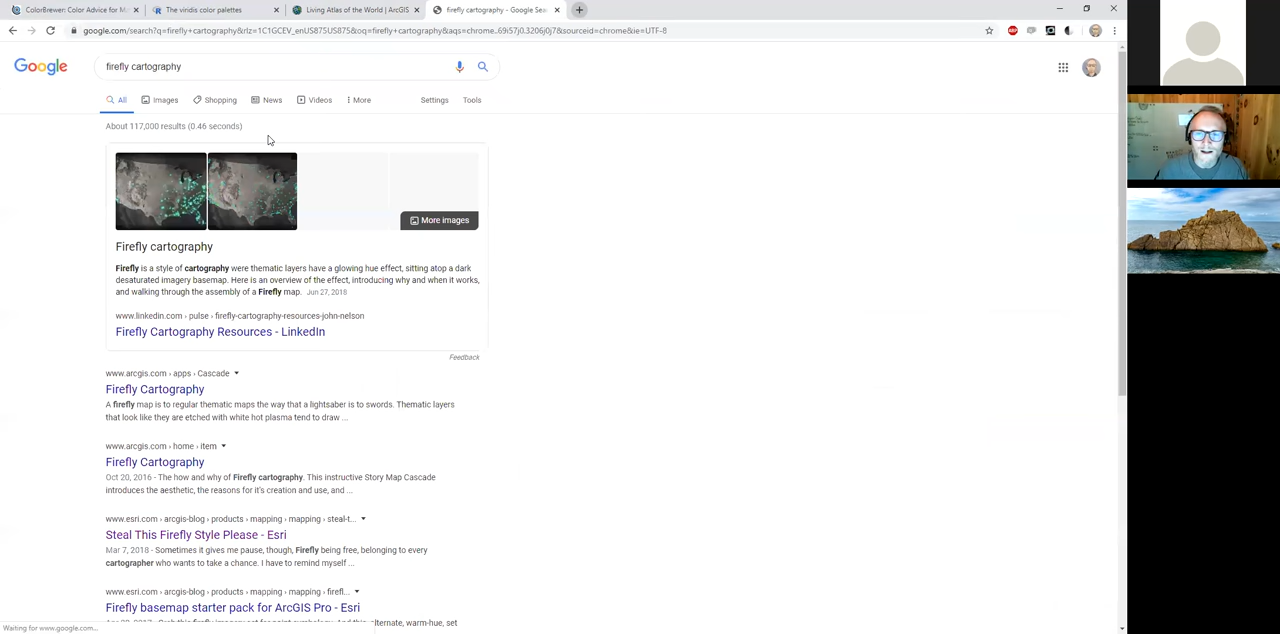 ColorBrewer: Color Advice for M
The viridis color palettes
Living Atlas of the World | ArcGIS
firefly cartography - Google Sea
google.com/search?q=firefly+cartography&rlz=1C1GCEV_enUS875US875&oq=firefly+cartography&aqs=chrome..69i57j0.3206j0j7&sourceid=chrome&ie=UTF-8
Google
firefly cartography
All Images Shopping News Videos More Settings Tools
About 117,000 results (0.46 seconds)
More images
Firefly cartography
Firefly is a style of cartography were thematic layers have a glowing hue effect, sitting atop a dark
desaturated imagery basemap. Here is an overview of the effect, introducing why and when it works,
and walking through the assembly of a Firefly map. Jun 27, 2018
www.linkedin.com › pulse › firefly-cartography-resources-john-nelson
Firefly Cartography Resources - LinkedIn
Feedback
www.arcgis.com › apps › Cascade
Firefly Cartography
A firefly map is to regular thematic maps the way that a lightsaber is to swords. Thematic layers
that look like they are etched with white hot plasma tend to draw ...
www.arcgis.com › home › item
Firefly Cartography
Oct 20, 2016 - The how and why of Firefly cartography. This instructive Story Map Cascade
introduces the aesthetic, the reasons for it's creation and use, and ...
www.esri.com › arcgis-blog › products › mapping › mapping › steal-t...
Steal This Firefly Style Please - Esri
Mar 7, 2018 - Sometimes it gives me pause, though, Firefly being free, belonging to every
cartographer who wants to take a chance. I have to remind myself ...
www.esri.com › arcgis-blog › products › mapping › mapping › firefl...
Firefly basemap starter pack for ArcGIS Pro - Esri
alternate, warm-hue, set
Waiting for www.google.com...